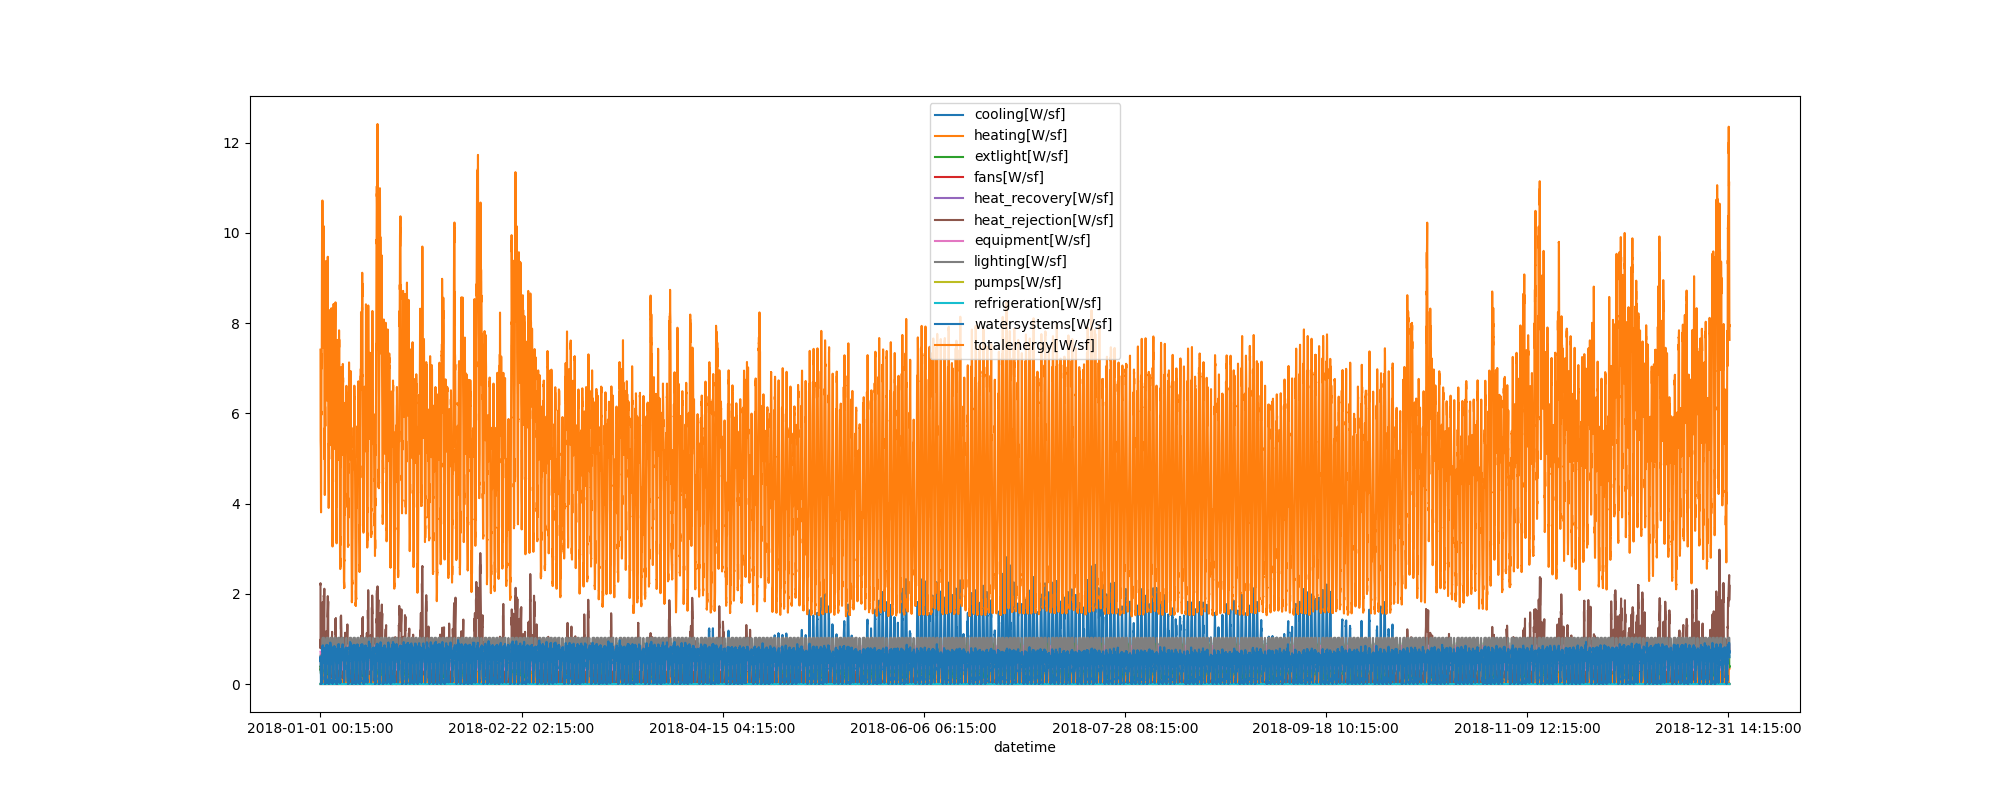 cooling[W/sf]
heating[W/sf]
extlight[W/sf]
fans[W/sf]
heat_recovery[W/sf]
heat_rejection[W/sf]
equipment[W/sf]
lighting[W/sf]
pumps[W/sf]
refrigeration[W/sf]
watersystems[W/sf]
totalenergy[W/sf]
12
10
8
6
4
2
0
2018-01-01 00:15:00 2018-02-22 02:15:00 2018-04-15 04:15:00 2018-06-06 06:15:00 2018-07-28 08:15:00 2018-09-18 10:15:00 2018-11-09 12:15:00 2018-12-31 14:15:00
datetime